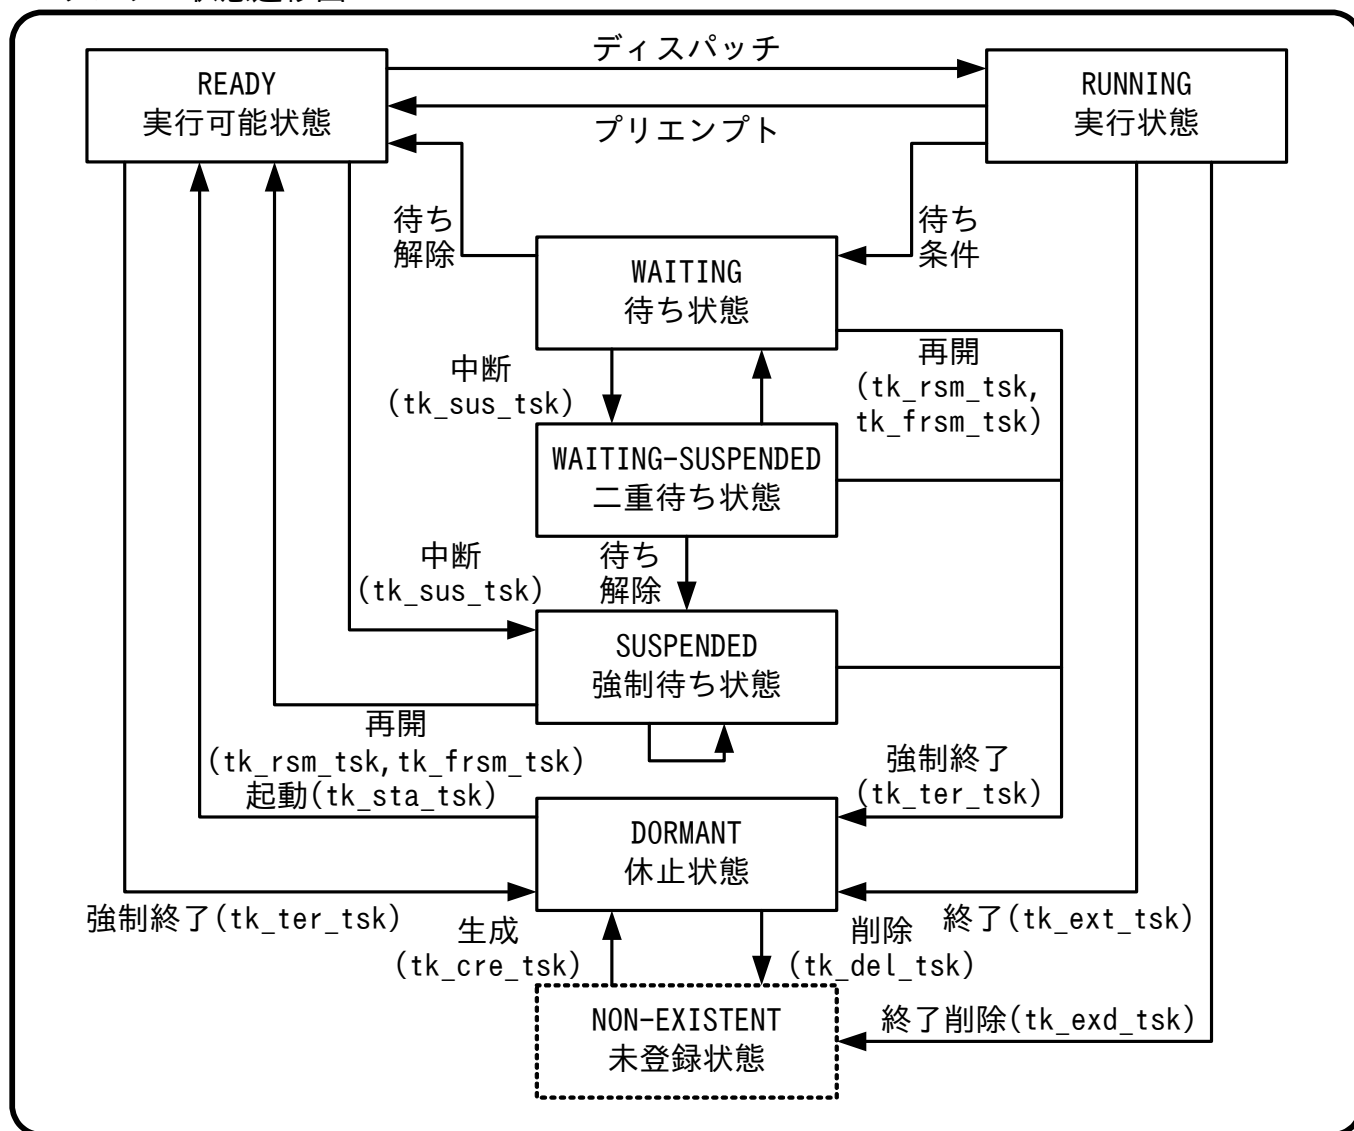 ディスパッチ
READY
実行可能状態
RUNNING
実行状態
プリエンプト
待ち
解除
待ち
条件
WAITING
待ち状態
中断
(tk_sus_tsk)
再開
(tk_rsm_tsk,
tk_frsm_tsk)
WAITING-SUSPENDED
二重待ち状態
中断
(tk_sus_tsk)
待ち
解除
SUSPENDED
強制待ち状態
再開
(tk_rsm_tsk,tk_frsm_tsk)
起動(tk_sta_tsk)
強制終了
(tk_ter_tsk)
DORMANT
休止状態
強制終了(tk_ter_tsk)
生成
(tk_cre_tsk)
削除
(tk_del_tsk)
終了(tk_ext_tsk)
NON-EXISTENT
未登録状態
終了削除(tk_exd_tsk)